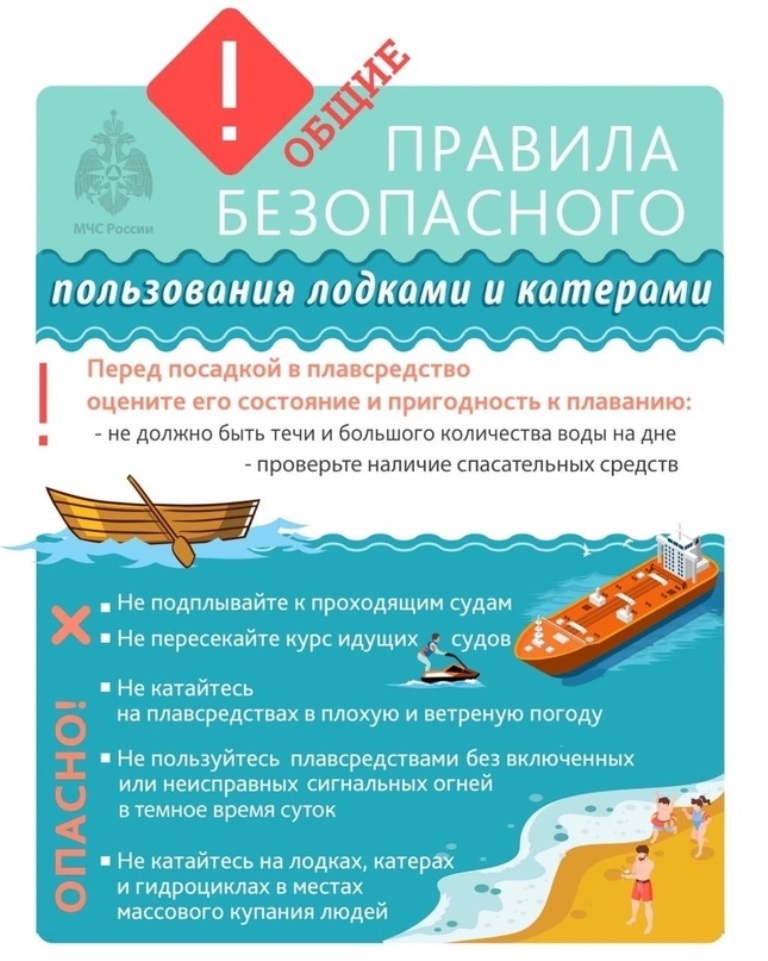 !
ОБЩИЕ
ПРАВИЛА
БЕЗОПАСНОГО
МЧС России
пользования лодками и катерами
!
Перед посадкой в плавсредство
оцените его состояние и пригодность к плаванию:
- не должно быть течи и большого количества воды на дне
- проверьте наличие спасательных средств
ОПАСНО!
▪ Не подплывайте к проходящим судам
▪ Не пересекайте курс идущих судов
▪ Не катайтесь
на плавсредствах в плохую и ветреную погоду
▪ Не пользуйтесь плавсредствами без включенных
или неисправных сигнальных огней
в темное время суток
▪ Не катайтесь на лодках, катерах
и гидроциклах в местах
массового купания людей